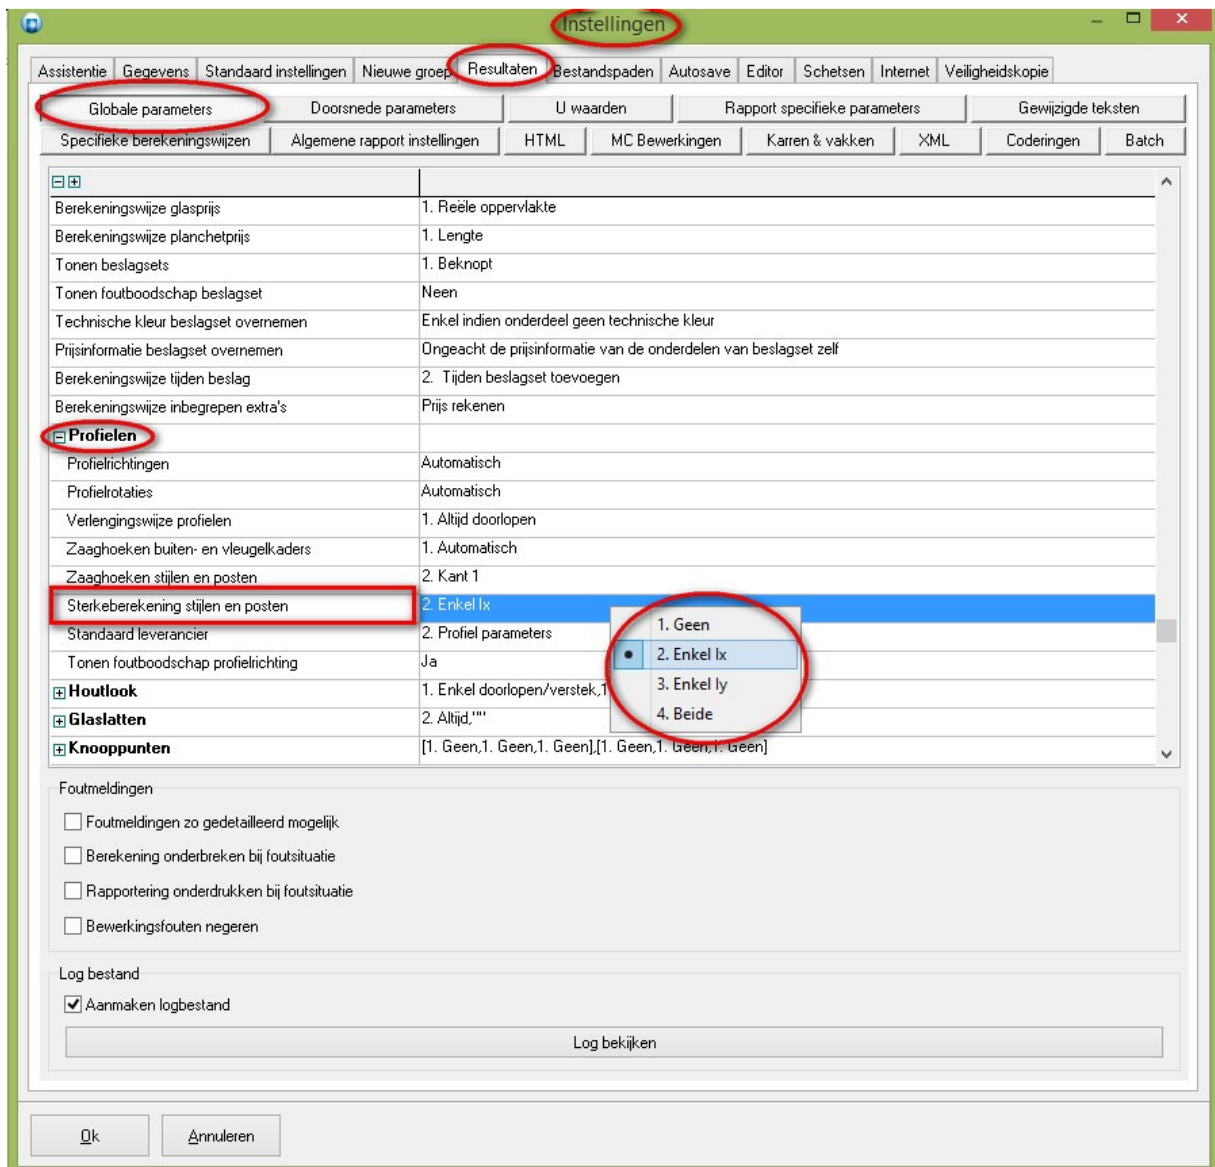 Instellingen
Assistentie Gegevens Standaard instellingen Nieuwe groep Resultaten Bestandspaden Autosave Editor Schetsen Internet Veiligheidskopie
Globale parameters Doorsnede parameters U waarden Rapport specifieke parameters Gewijzigde teksten
Specifieke berekeningswijzen Algemene rapport instellingen HTML MC Bewerkingen Karren & vakken XML Coderingen Batch
Berekeningswijze glasprijs 1. Reële oppervlakte
Berekeningswijze planchetprijs 1. Lengte
Tonen beslagsets 1. Beknopt
Tonen foutboodschap beslagset Neen
Technische kleur beslagset overnemen Enkel indien onderdeel geen technische kleur
Prijsinformatie beslagset overnemen Ongeacht de prijsinformatie van de onderdelen van beslagset zelf
Berekeningswijze tijden beslag 2. Tijden beslagset toevoegen
Berekeningswijze inbegrepen extra's Prijs rekenen
Profielen
Profielrichtingen Automatisch
Profielrotaties Automatisch
Verlengingswijze profielen 1. Altijd doorlopen
Zaaghoeken buiten- en vleugelkaders 1. Automatisch
Zaaghoeken stijlen en posten 2. Kant 1
Sterkeberekening stijlen en posten 2. Enkel Ix
1. Geen
Standaard leverancier 2. Profiel parameters
2. Enkel Ix
Tonen foutboodschap profielrichting Ja
3. Enkel Iy
Houtlook 1. Enkel doorlopen/verstek,1
4. Beide
Glaslatten 2. Altijd,""
Knooppunten [1. Geen,1. Geen,1. Geen],[1. Geen,1. Geen,1. Geen]
Foutmeldingen
Foutmeldingen zo gedetailleerd mogelijk
Berekening onderbreken bij foutsituatie
Rapportering onderdrukken bij foutsituatie
Bewerkingsfouten negeren
Log bestand
Aanmaken logbestand
Log bekijken
Ok Annuleren